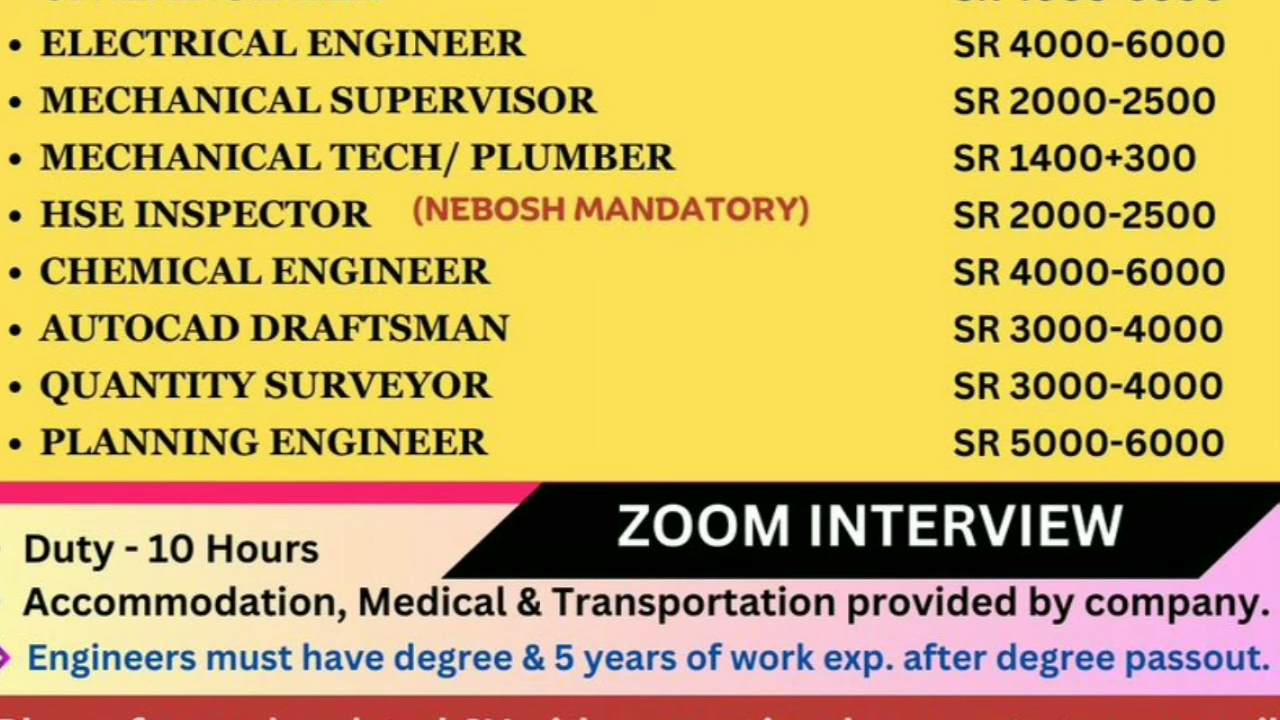 • ELECTRICAL ENGINEER SR 4000-6000
• MECHANICAL SUPERVISOR SR 2000-2500
• MECHANICAL TECH/ PLUMBER SR 1400+300
• HSE INSPECTOR (NEBOSH MANDATORY) SR 2000-2500
• CHEMICAL ENGINEER SR 4000-6000
• AUTOCAD DRAFTSMAN SR 3000-4000
• QUANTITY SURVEYOR SR 3000-4000
• PLANNING ENGINEER SR 5000-6000
ZOOM INTERVIEW
Duty - 10 Hours
Accommodation, Medical & Transportation provided by company.
Engineers must have degree & 5 years of work exp. after degree passout.